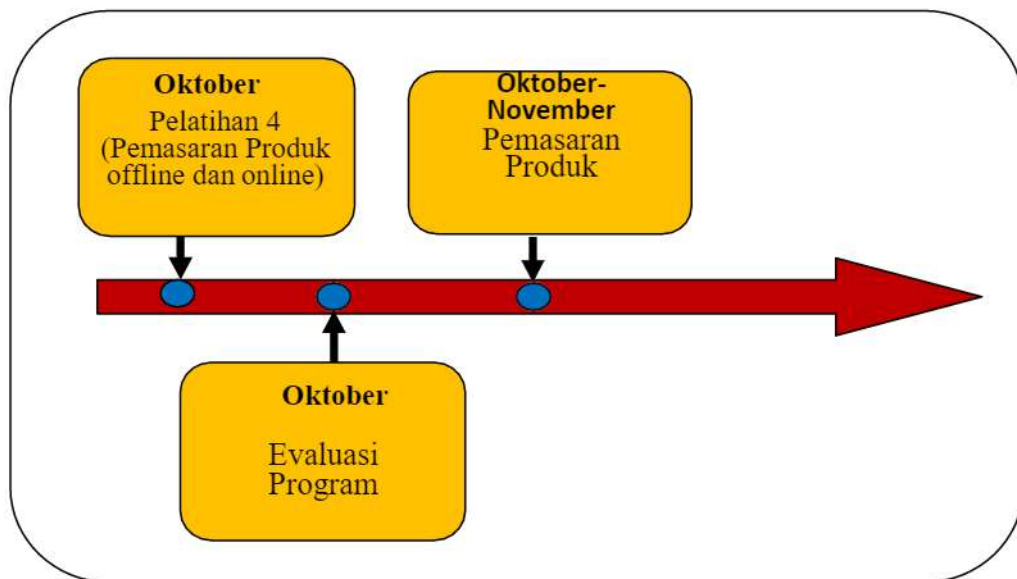 Oktober
Pelatihan 4
(Pemasaran Produk
offline dan online)
Oktober-
November
Pemasaran
Produk
Oktober
Evaluasi
Program